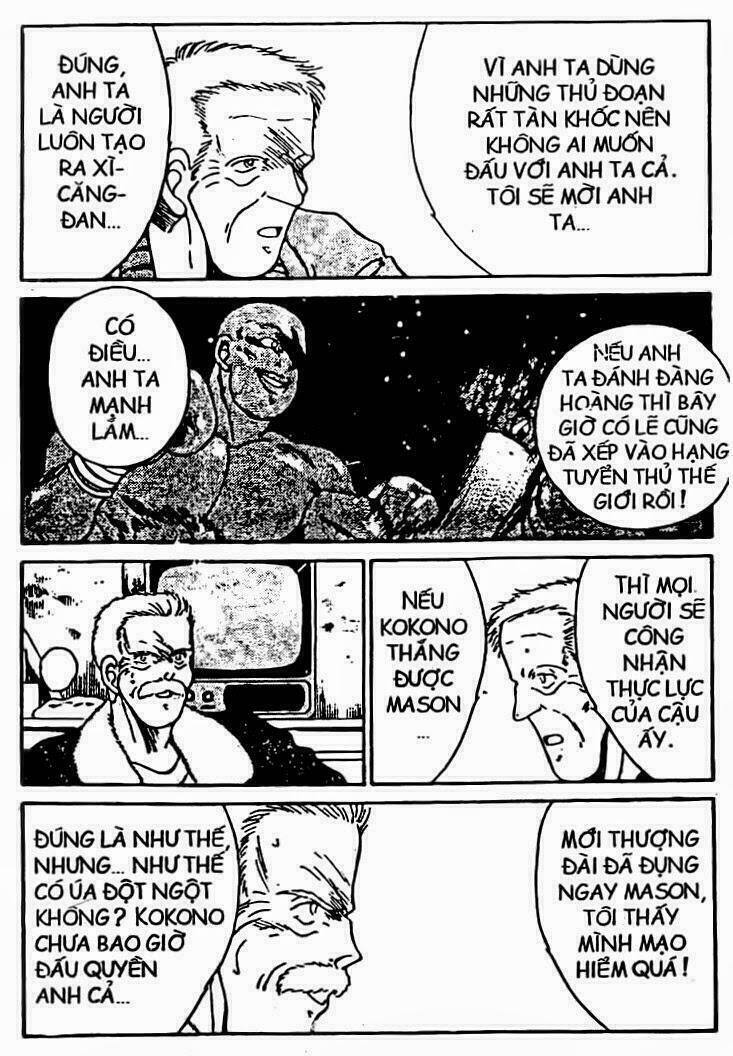 ĐÚNG,
ANH TA
LÀ NGƯỜI
LUÔN TẠO
RA XÌ-
CĂNG-
ĐAN...
VÌ ANH TA DÙNG
NHỮNG THỦ ĐOẠN
RẤT TÀN KHỐC NÊN
KHÔNG AI MUỐN
ĐẤU VỚI ANH TA CẢ.
TÔI SẼ MỜI ANH
TA...
CÓ
ĐIỀU...
ANH TA
MẠNH
LẮM...
NẾU ANH
TA ĐÁNH ĐÀNG
HOÀNG THÌ BÂY
GIỜ CÓ LẼ CŨNG
ĐÃ XẾP VÀO HẠNG
TUYỂN THỦ THẾ
GIỚI RỒI!
NẾU
KOKONO
THẮNG
ĐƯỢC
MASON
...
THÌ MỌI
NGƯỜI SẼ
CÔNG
NHẬN
THỰC LỰC
CỦA CẬU
ẤY.
ĐÚNG LÀ NHƯ THẾ,
NHƯNG... NHƯ THẾ
CÓ ÚA ĐỘT NGỘT
KHÔNG? KOKONO
CHƯA BAO GIỜ
ĐẤU QUYỀN
ANH CẢ...
MỚI THƯỢNG
ĐÀI ĐÃ ĐỤNG
NGAY MASON,
TÔI THẤY
MÌNH MẠO
HIỂM QUÁ!